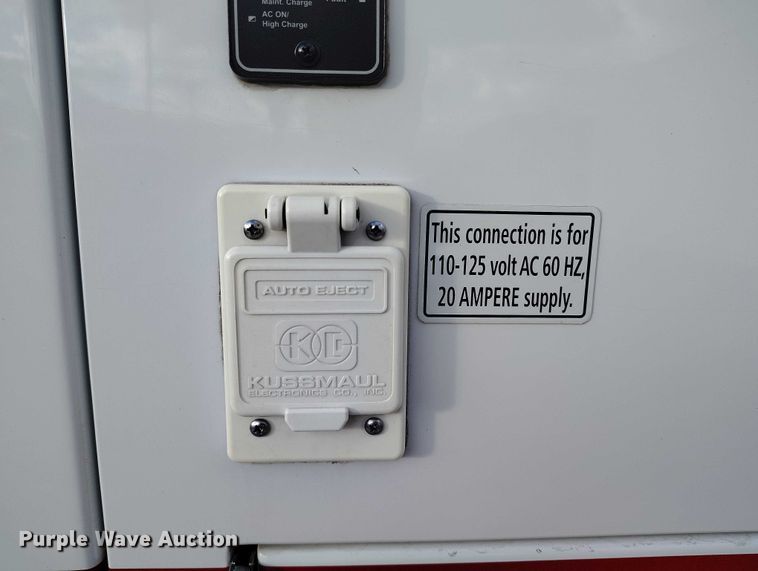 Maint. Charge
AC ON/
High Charge
This connection is for
110-125 volt AC 60 HZ,
20 AMPERE supply.
AUTO EJECT
KUSSMAUL
ELECTRONICS CO., INC.
Purple Wave Auction